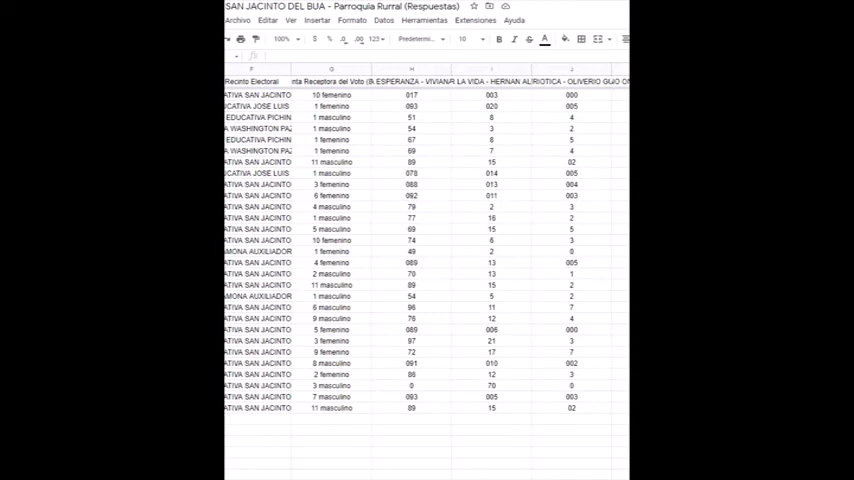 SAN JACINTO DEL BUA - Parroquia Rurral (Respuestas)
Archivo Editar Ver Insertar Formato Datos Herramientas Extensiones Ayuda
100% $ % .0 .00 123 Predetermi... 10 B I S A
fx
F G H I J
Recinto Electoral nta Receptora del Voto (S A ESPERANZA - VIVIANA R LA VIDA - HERNAN AL RIOTICA - OLIVERIO GU
ATIVA SAN JACINTO 10 femenino 017 003 000
UCATIVA JOSE LUIS 1 femenino 093 020 005
EDUCATIVA PICHIN 1 masculino 51 8 4
A WASHINGTON PAZ 1 masculino 54 3 2
EDUCATIVA PICHIN 1 femenino 67 8 5
A WASHINGTON PAZ 1 femenino 69 7 4
ATIVA SAN JACINTO 11 masculino 89 15 02
UCATIVA JOSE LUIS 1 masculino 078 014 005
ATIVA SAN JACINTO 3 femenino 088 013 004
ATIVA SAN JACINTO 6 femenino 092 011 003
ATIVA SAN JACINTO 4 masculino 79 2 3
ATIVA SAN JACINTO 1 masculino 77 16 2
ATIVA SAN JACINTO 5 masculino 69 15 5
ATIVA SAN JACINTO 10 femenino 74 6 3
AMONA AUXILIADOR 1 femenino 49 2 0
ATIVA SAN JACINTO 4 femenino 089 13 005
ATIVA SAN JACINTO 2 masculino 70 13 1
ATIVA SAN JACINTO 11 masculino 89 15 2
AMONA AUXILIADOR 1 masculino 54 5 2
ATIVA SAN JACINTO 6 masculino 96 11 7
ATIVA SAN JACINTO 9 masculino 76 12 4
ATIVA SAN JACINTO 5 femenino 089 006 000
ATIVA SAN JACINTO 3 femenino 97 21 3
ATIVA SAN JACINTO 9 femenino 72 17 7
ATIVA SAN JACINTO 8 masculino 091 010 002
ATIVA SAN JACINTO 2 femenino 86 12 3
ATIVA SAN JACINTO 3 masculino 0 70 0
ATIVA SAN JACINTO 7 masculino 093 005 003
ATIVA SAN JACINTO 11 masculino 89 15 02